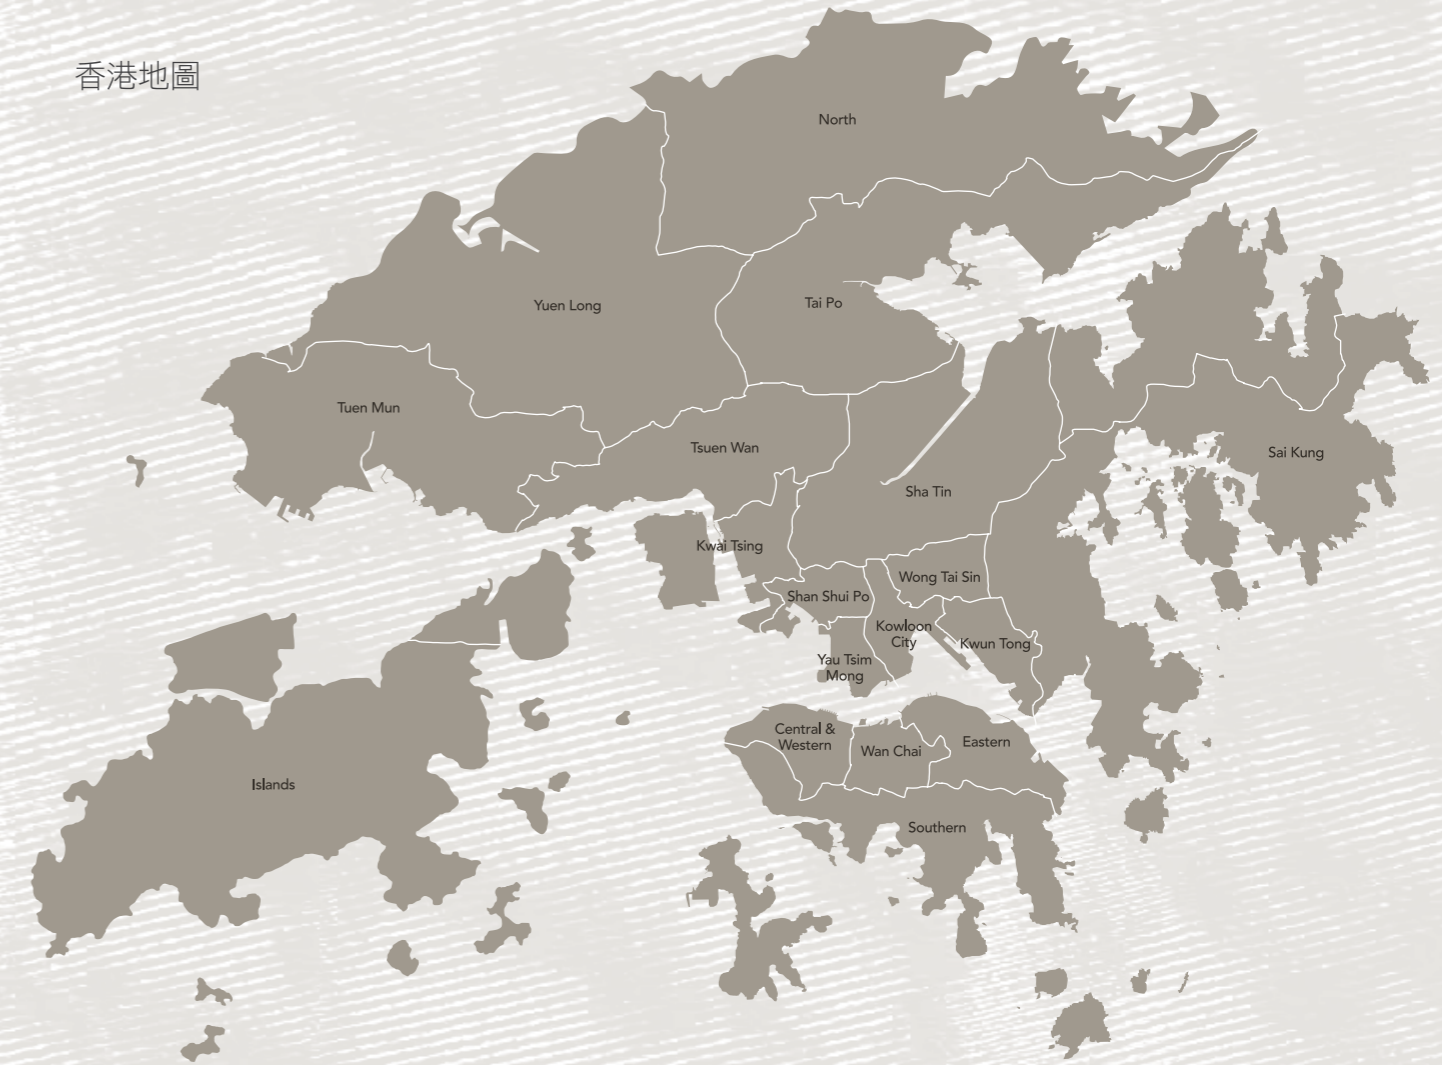 香港地圖
North
Yuen Long
Tai Po
Tuen Mun
Tsuen Wan
Sai Kung
Sha Tin
Kwai Tsing
Wong Tai Sin
Shan Shui Po
Kowloon
City
Kwun Tong
Yau Tsim
Mong
Central &
Western
Wan Chai
Eastern
Islands
Southern